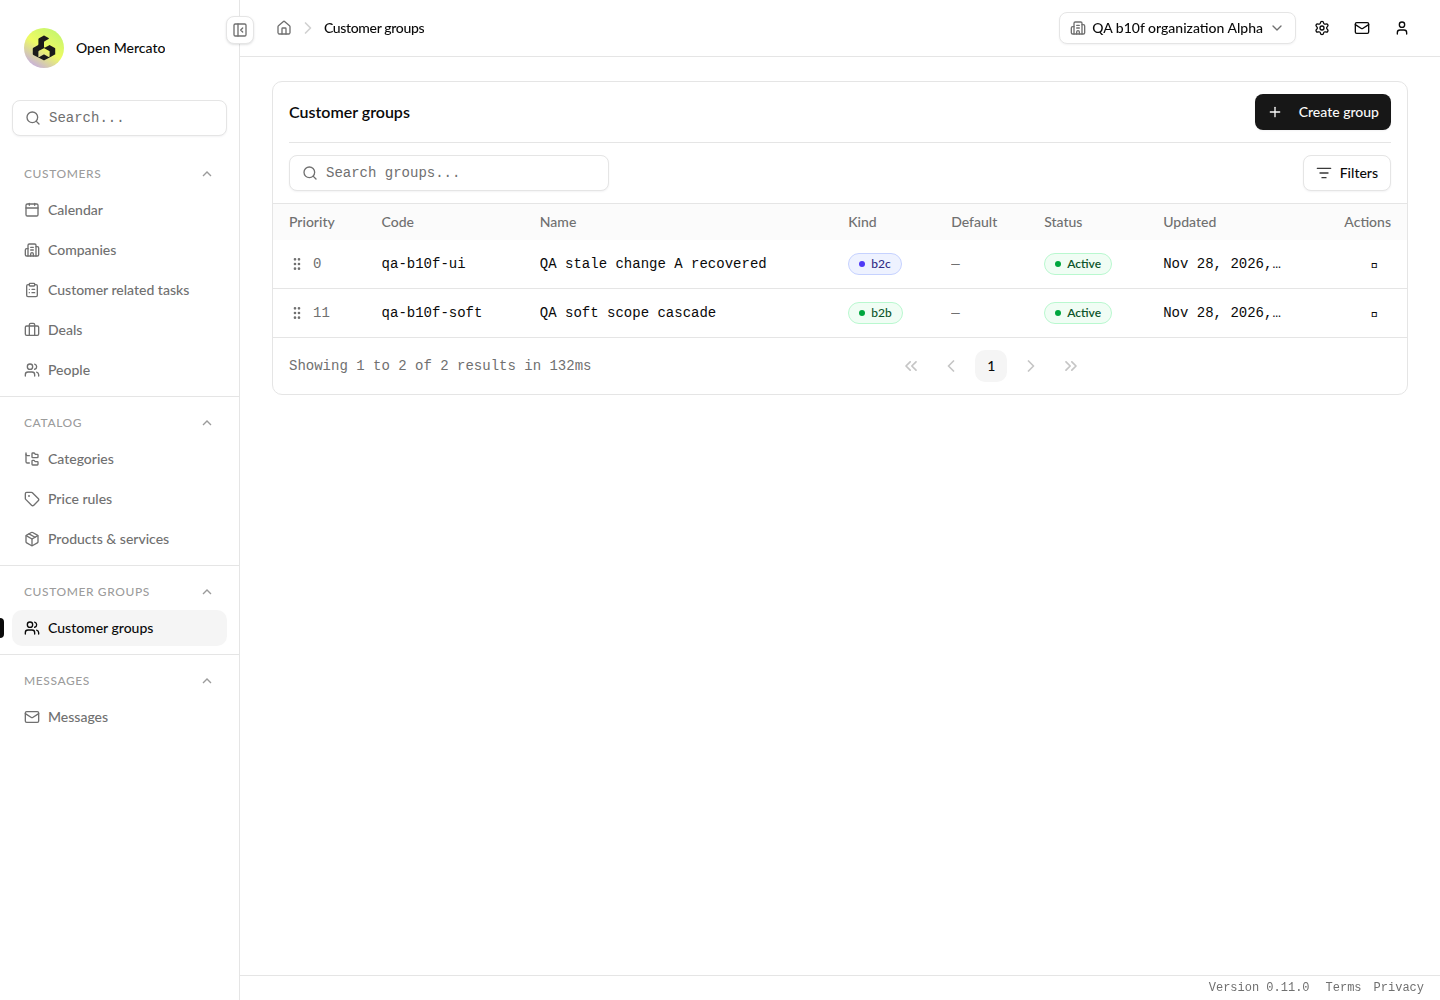 Open Mercato
Customer groups
QA b10f organization Alpha
Search...
CUSTOMERS
Calendar
Companies
Customer related tasks
Deals
People
CATALOG
Categories
Price rules
Products & services
CUSTOMER GROUPS
Customer groups
MESSAGES
Messages
Customer groups
Create group
Search groups...
Filters
Priority Code Name Kind Default Status Updated Actions
0 qa-b10f-ui QA stale change A recovered b2c — Active Nov 28, 2026,…
11 qa-b10f-soft QA soft scope cascade b2b — Active Nov 28, 2026,…
Showing 1 to 2 of 2 results in 132ms
1
Version 0.11.0 Terms Privacy